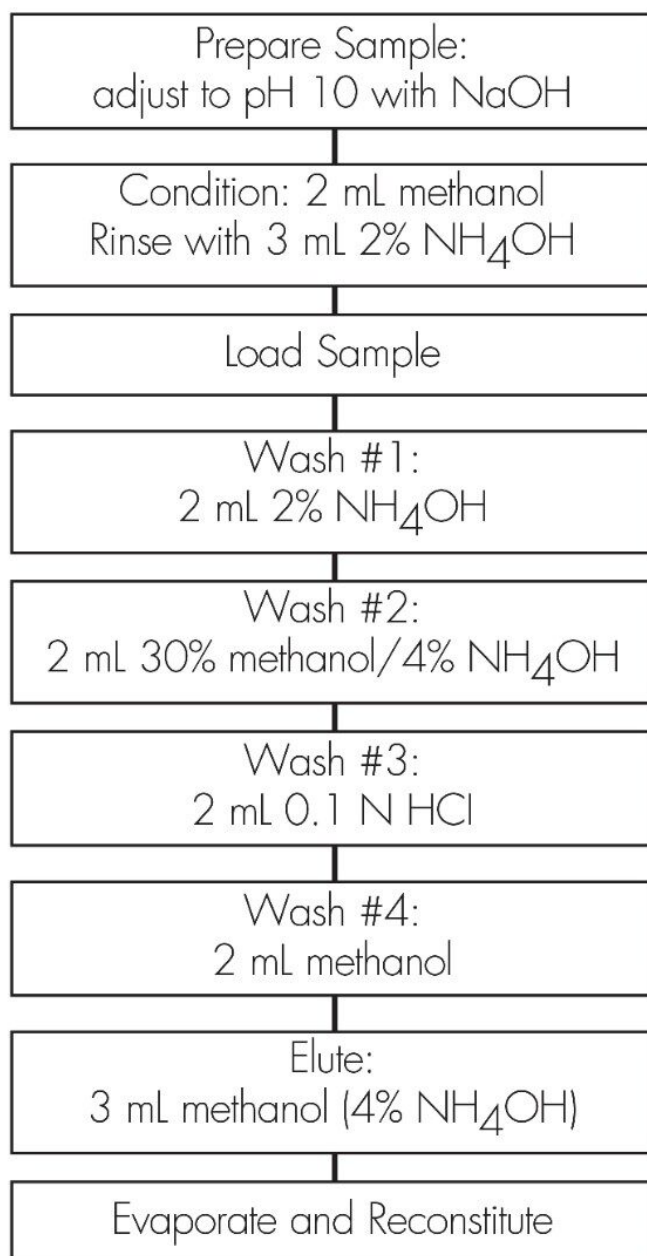 Prepare Sample:
adjust to pH 10 with NaOH
Condition: 2 mL methanol
Rinse with 3 mL 2% NH₄OH
Load Sample
Wash #1:
2 mL 2% NH₄OH
Wash #2:
2 mL 30% methanol/4% NH₄OH
Wash #3:
2 mL 0.1 N HCl
Wash #4:
2 mL methanol
Elute:
3 mL methanol (4% NH₄OH)
Evaporate and Reconstitute